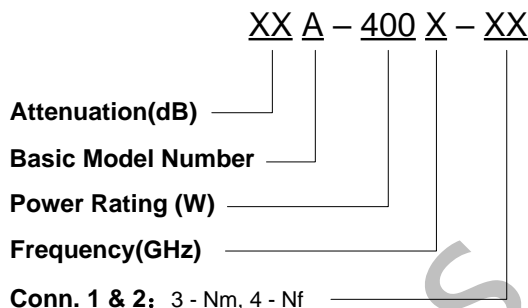 XX A – 400 X – XX
Attenuation(dB)
Basic Model Number
Power Rating (W)
Frequency(GHz)
Conn. 1 & 2: 3 - Nm, 4 - Nf